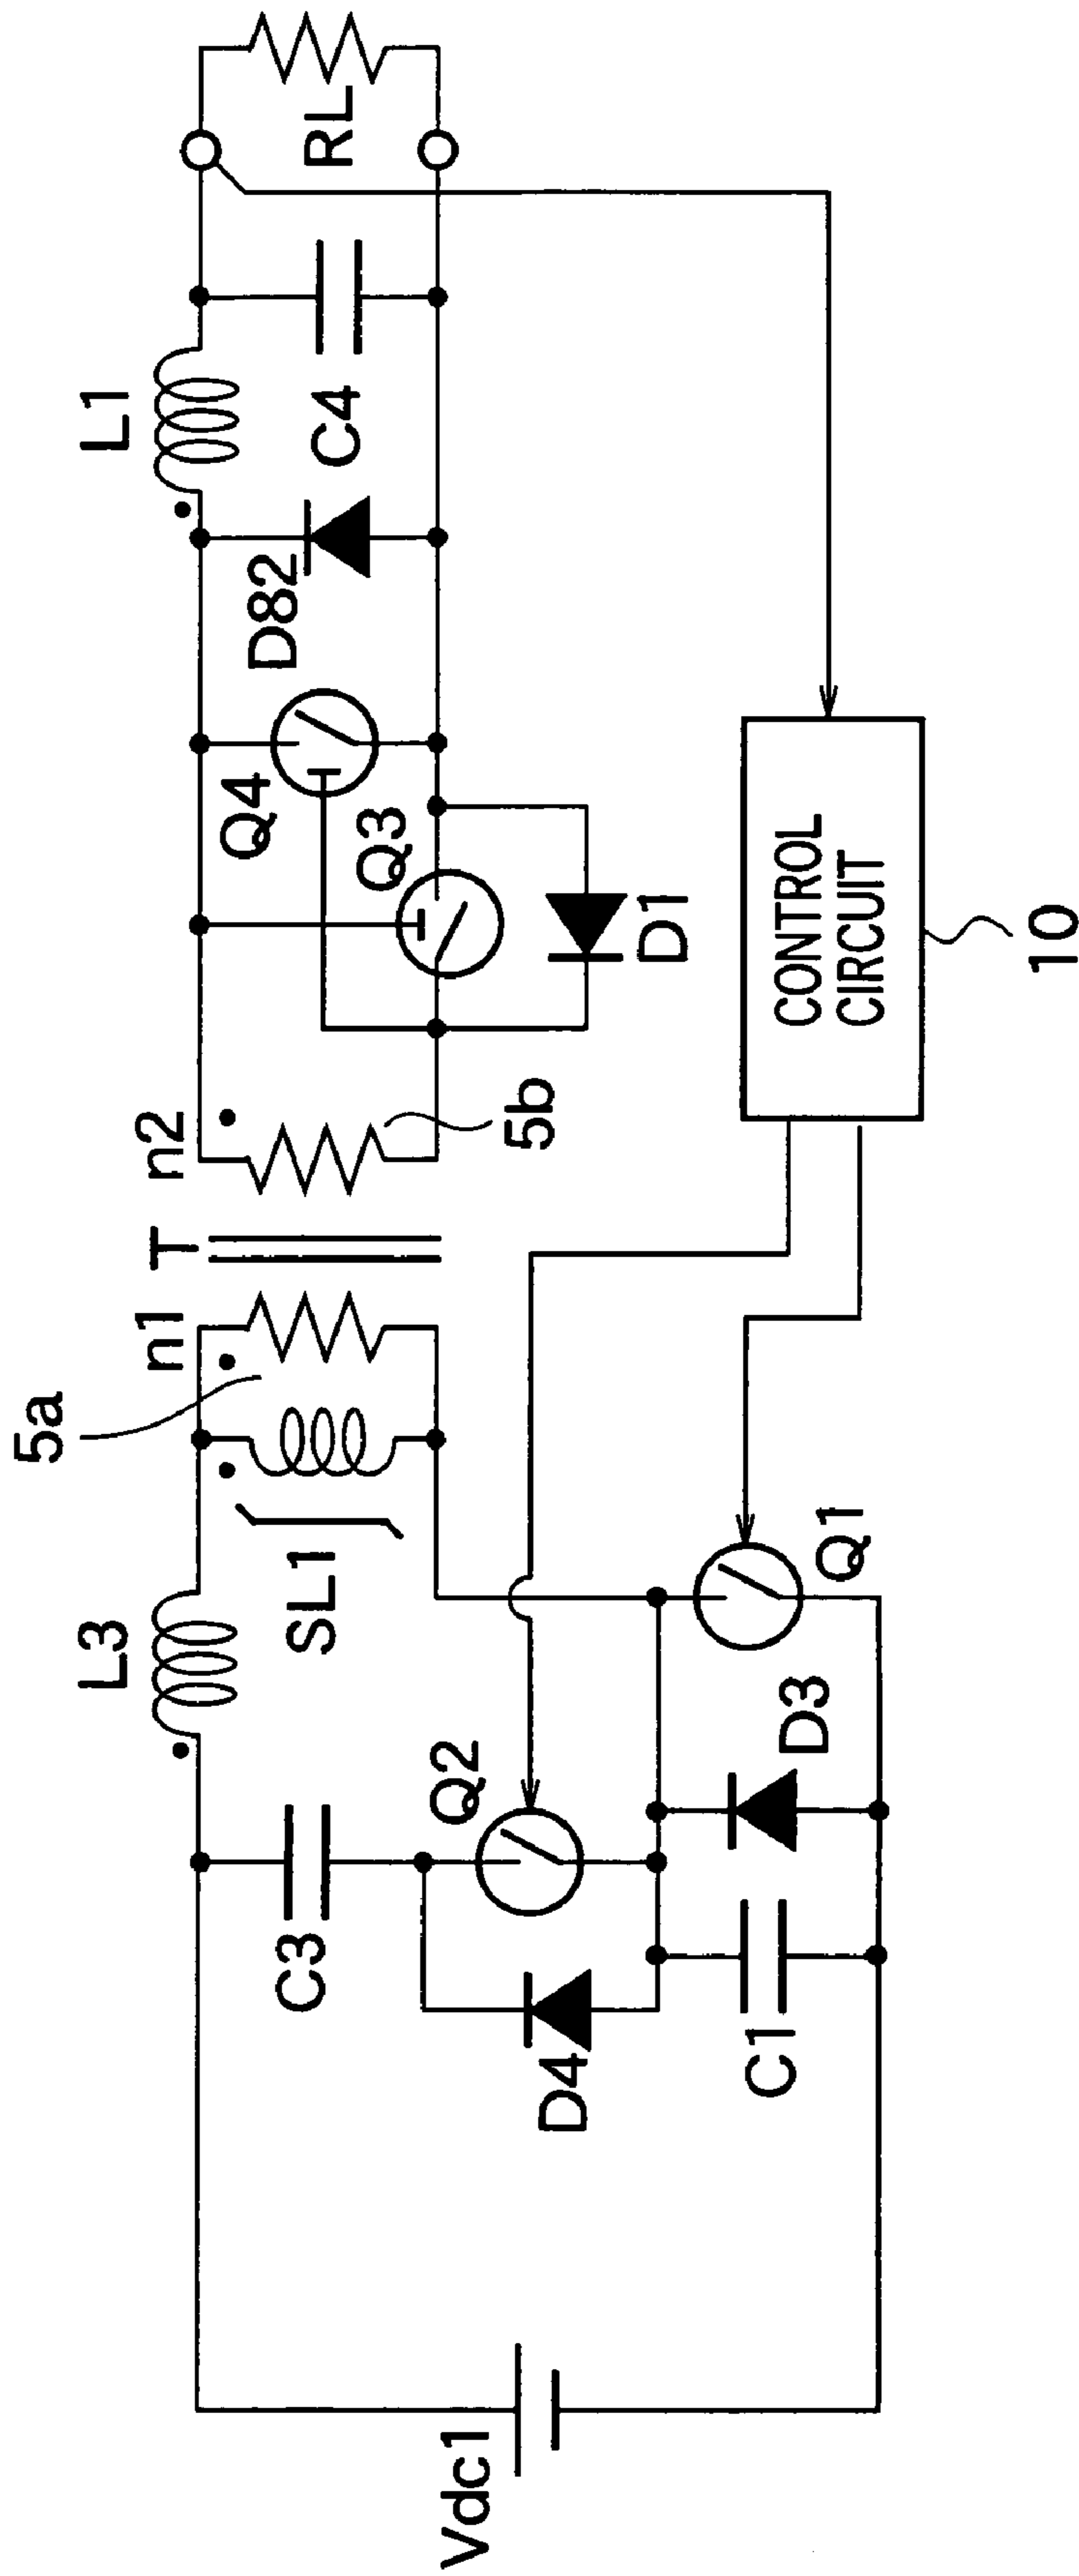 5a
L3
n1
T
n2
L1
SL1
C3
Q2
D4
Vdc1
C1
D3
Q1
5b
Q4
Q3
D1
D82
C4
RL
CONTROL
CIRCUIT
10